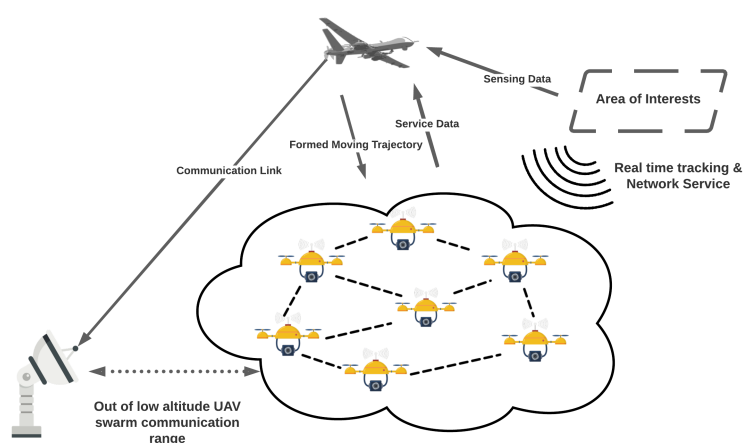 Sensing Data
Area of Interests
Service Data
Formed Moving Trajectory
Communication Link
Real time tracking &
Network Service
Out of low altitude UAV
swarm communication
range